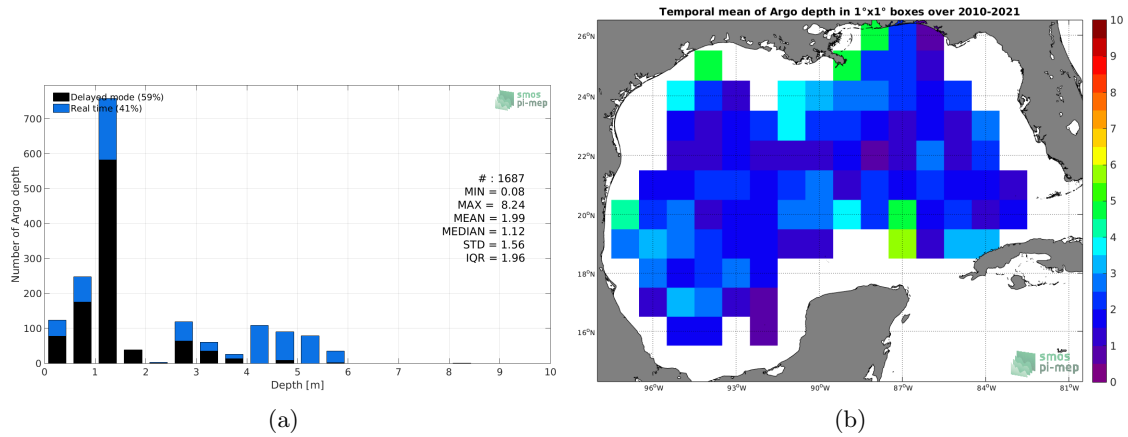 Delayed mode (59%)
Real time (41%)
smos
pi-mep
Number of Argo depth
700
600
500
400
300
200
100
0
# : 1687
MIN = 0.08
MAX = 8.24
MEAN = 1.99
MEDIAN = 1.12
STD = 1.56
IQR = 1.96
0 1 2 3 4 5 6 7 8 9 10
Depth [m]
(a)
Temporal mean of Argo depth in 1°x1° boxes over 2010-2021
26°N
24°N
22°N
20°N
18°N
16°N
96°W 93°W 90°W 87°W 84°W 81°W
smos
pi-mep
10
9
8
7
6
5
4
3
2
1
0
(b)